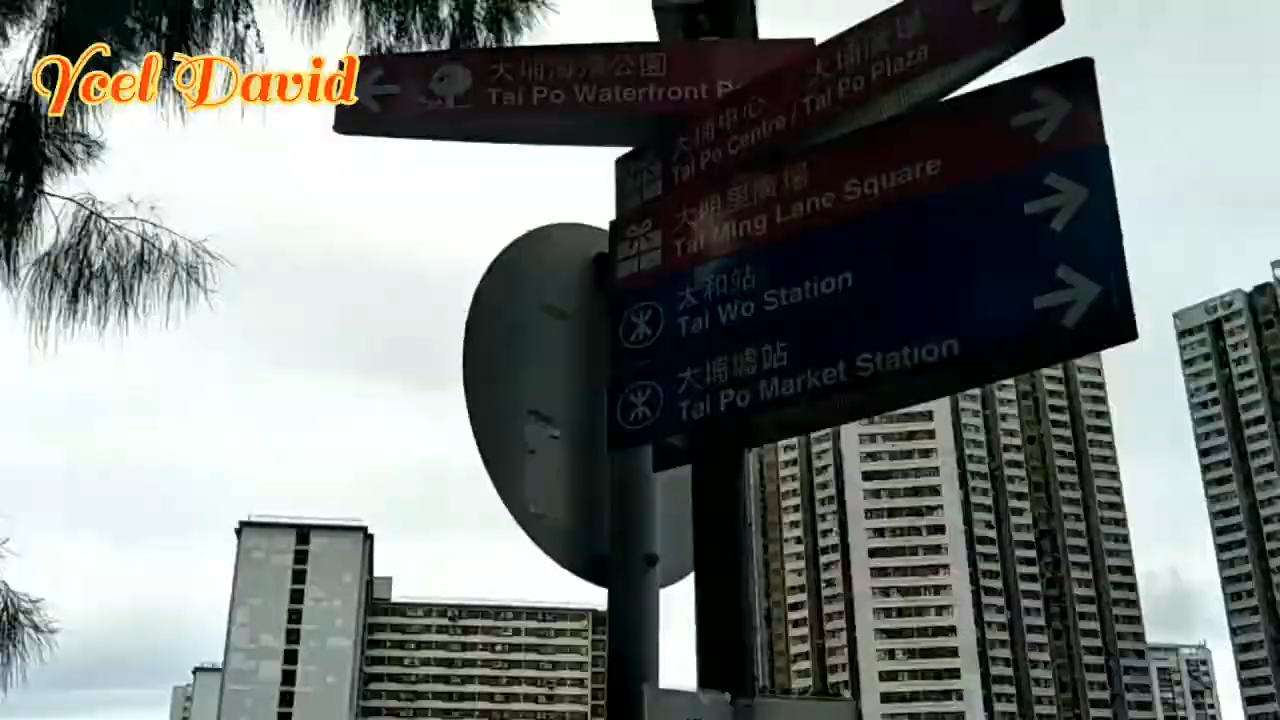 Yoel David
大埔海濱公園
Tai Po Waterfront P
大埔中心 / 大埔廣場
Tai Po Centre / Tai Po Plaza
大明里廣場
Tai Ming Lane Square
太和站
Tai Wo Station
大埔墟站
Tai Po Market Station